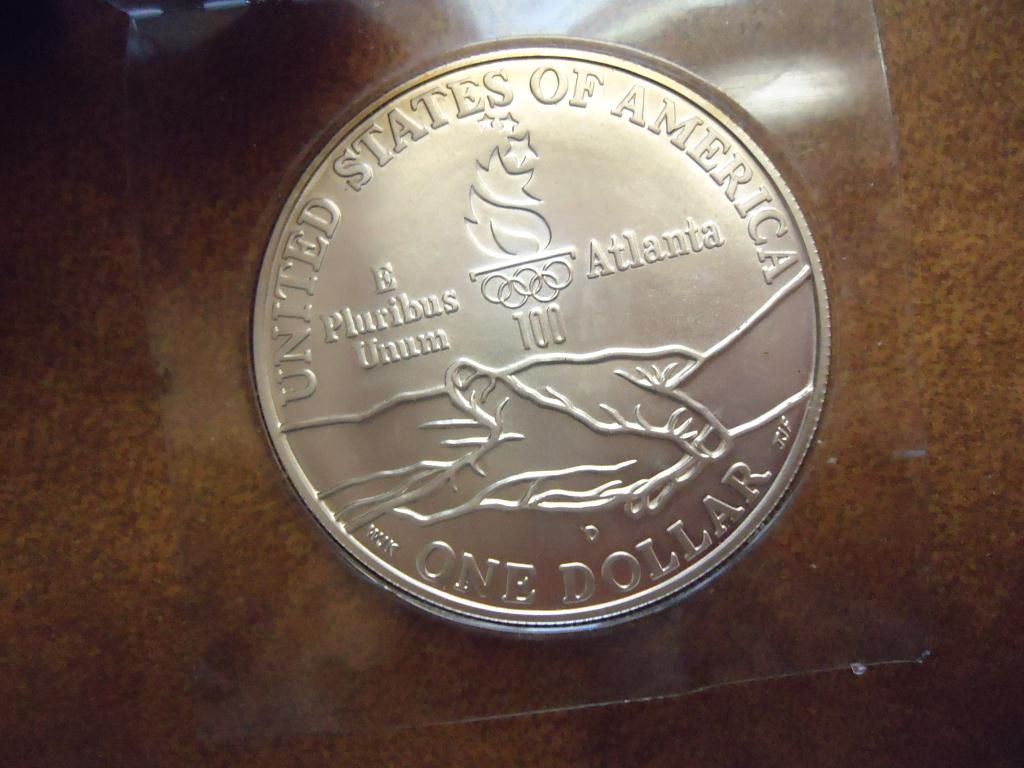 UNITED STATES OF AMERICA
E
Pluribus
Unum
Atlanta
100
D
ONE DOLLAR